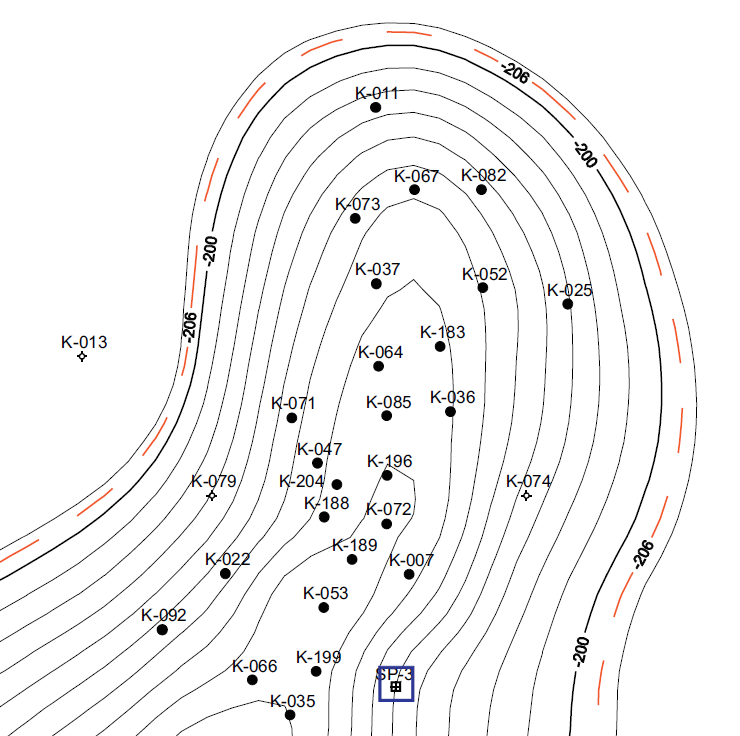 -206
K-011
-200
K-067
K-082
K-073
-200
K-037
K-052
K-025
-206
K-013
K-183
K-064
K-071
K-085
K-036
K-047
K-196
K-079
K-204
K-074
K-188
K-072
K-189
-206
K-022
K-007
K-053
K-092
-200
K-066
K-199
SP-3
K-035